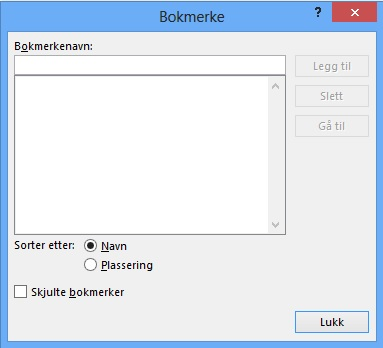 Bokmerke
?
Bokmerkenavn:
Legg til
Slett
Gå til
Sorter etter:
Navn
Plassering
Skjulte bokmerker
Lukk